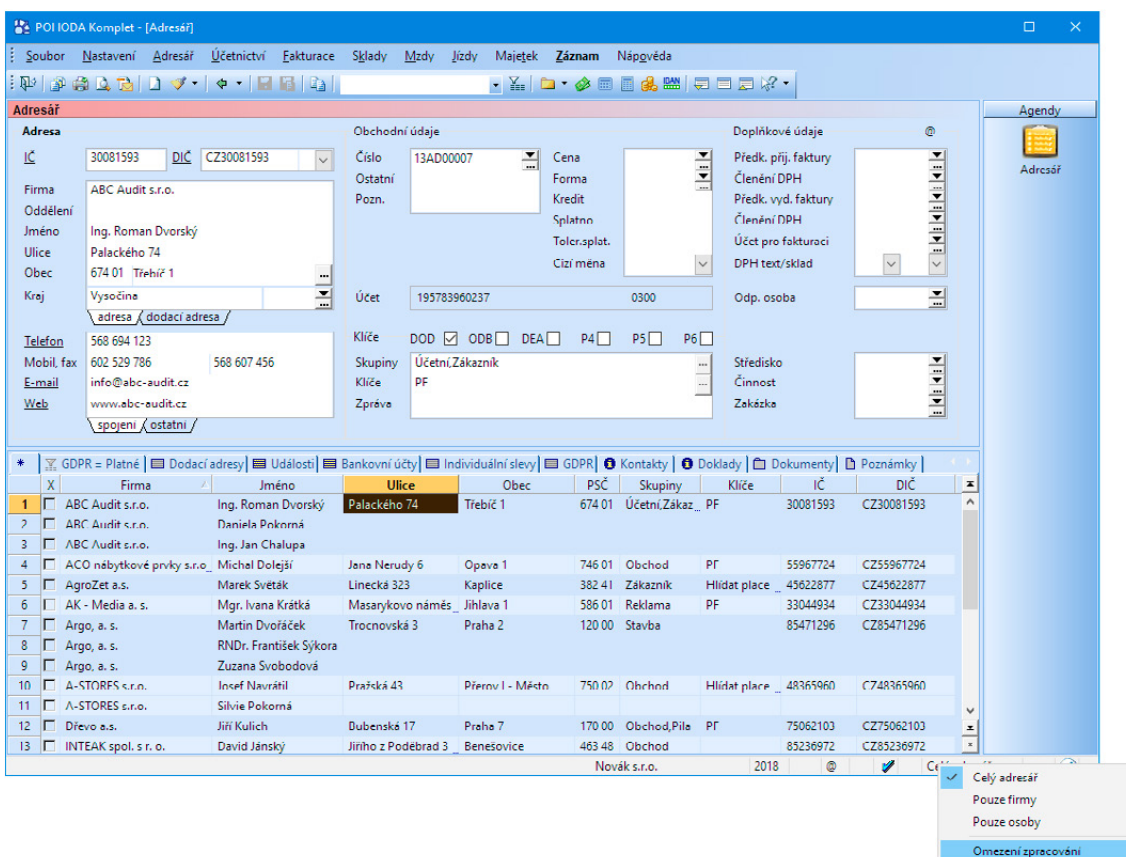 POHODA Komplet - [Adresář]
Soubor Nastavení Adresář Účetnictví Fakturace Sklady Mzdy Jízdy Majetek Záznam Nápověda
Adresář Agendy
Adresa Obchodní údaje Doplňkové údaje @
IČ 30081593 DIČ CZ30081593 Číslo 13AD00007 Cena Předk. přij. faktury
Adresář
Ostatní Forma Členění DPH
Firma ABC Audit s.r.o. Pozn. Kredit Předk. vyd. faktury
Oddělení Splatno Členění DPH
Jméno Ing. Roman Dvorský Toler.splat. Účet pro fakturaci
Ulice Palackého 74 Cizí měna DPH text/sklad
Obec 674 01 Třebíč 1
Kraj Vysočina Účet 195783960237 0300 Odp. osoba
adresa dodací adresa
Telefon 568 694 123 Klíče DOD ODB DEA P4 P5 P6
Mobil, fax 602 529 786 568 607 456 Skupiny Účetní,Zákazník Středisko
E-mail info@abc-audit.cz Klíče PF Činnost
Web www.abc-audit.cz Zpráva Zakázka
spojení ostatní
* GDPR = Platné Dodací adresy Události Bankovní účty Individuální slevy GDPR Kontakty Doklady Dokumenty Poznámky
X Firma Jméno Ulice Obec PSČ Skupiny Klíče IČ DIČ
1 ABC Audit s.r.o. Ing. Roman Dvorský Palackého 74 Třebíč 1 674 01 Účetní,Zákaz... PF 30081593 CZ30081593
2 ABC Audit s.r.o. Daniela Pokorná
3 ABC Audit s.r.o. Ing. Jan Chalupa
4 ACO nábytkové prvky s.r.o... Michal Dolejší Jana Nerudy 6 Opava 1 746 01 Obchod PF 55967724 CZ55967724
5 AgroZet a.s. Marek Světák Linecká 323 Kaplice 382 41 Zákazník Hlídat place ... 45622877 CZ45622877
6 AK - Media a. s. Mgr. Ivana Krátká Masarykovo náměs... Jihlava 1 586 01 Reklama PF 33044934 CZ33044934
7 Argo, a. s. Martin Dvořáček Trocnovská 3 Praha 2 120 00 Stavba 85471296 CZ85471296
8 Argo, a. s. RNDr. František Sýkora
9 Argo, a. s. Zuzana Svobodová
10 A-STORES s.r.o. Josef Navrátil Pražská 43 Přerov I - Město 750 02 Obchod Hlídat place ... 48365960 CZ48365960
11 A-STORES s.r.o. Silvie Pokorná
12 Dřevo a.s. Jiří Kulich Bubenská 17 Praha 7 170 00 Obchod,Pila PF 75062103 CZ75062103
13 INTEAK spol. s r. o. David Jánský Jiřího z Poděbrad 3 ... Benešovice 463 48 Obchod 85236972 CZ85236972
Novák s.r.o. 2018 @
Celý adresář
Pouze firmy
Pouze osoby
Omezení zpracování